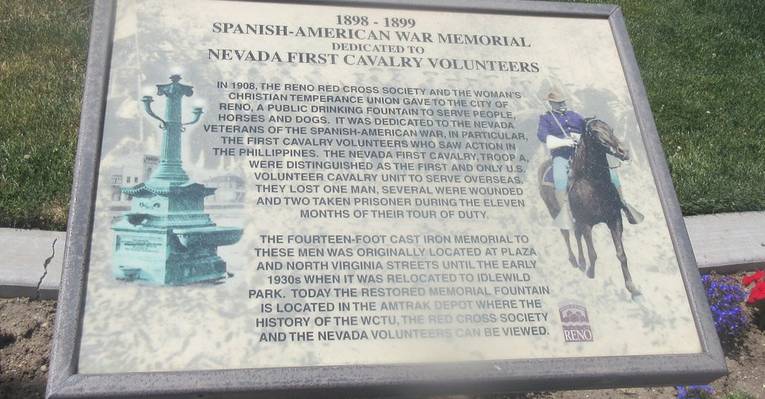 1898 - 1899
SPANISH-AMERICAN WAR MEMORIAL
DEDICATED TO
NEVADA FIRST CAVALRY VOLUNTEERS
IN 1908, THE RENO RED CROSS SOCIETY AND THE WOMAN'S
CHRISTIAN TEMPERANCE UNION GAVE TO THE CITY OF
RENO, A PUBLIC DRINKING FOUNTAIN TO SERVE PEOPLE,
HORSES AND DOGS. IT WAS DEDICATED TO THE NEVADA
VETERANS OF THE SPANISH-AMERICAN WAR, IN PARTICULAR,
THE FIRST CAVALRY VOLUNTEERS WHO SAW ACTION IN
THE PHILLIPPINES. THE NEVADA FIRST CAVALRY, TROOP A,
WERE DISTINGUISHED AS THE FIRST AND ONLY U.S.
VOLUNTEER CAVALRY UNIT TO SERVE OVERSEAS.
THEY LOST ONE MAN, SEVERAL WERE WOUNDED
AND TWO TAKEN PRISONER DURING THE ELEVEN
MONTHS OF THEIR TOUR OF DUTY.
THE FOURTEEN-FOOT CAST IRON MEMORIAL TO
THESE MEN WAS ORIGINALLY LOCATED AT PLAZA
AND NORTH VIRGINIA STREETS UNTIL THE EARLY
1930s WHEN IT WAS RELOCATED TO IDLEWILD
PARK. TODAY THE RESTORED MEMORIAL FOUNTAIN
IS LOCATED IN THE AMTRAK DEPOT WHERE THE
HISTORY OF THE WCTU, THE RED CROSS SOCIETY
AND THE NEVADA VOLUNTEERS CAN BE VIEWED.
RENO